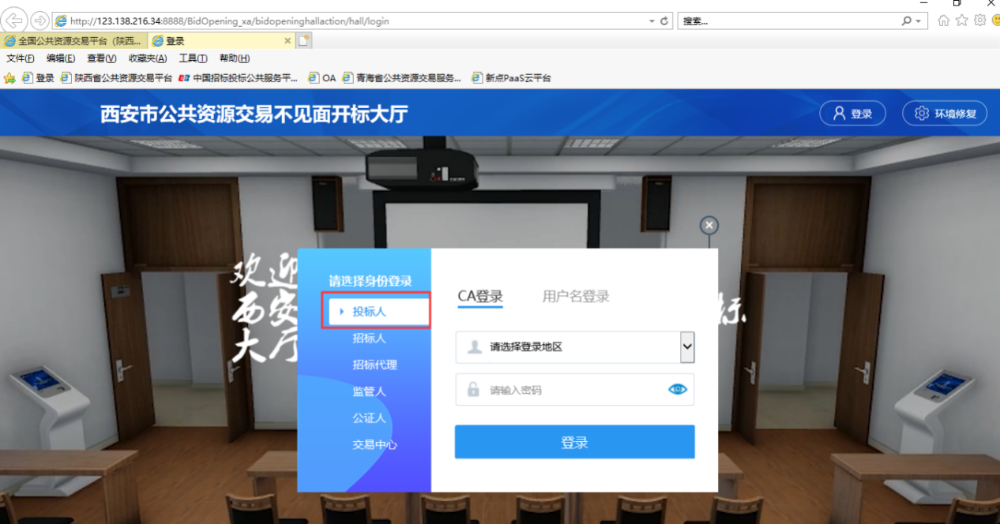 http://123.138.216.34:8888/BidOpening_xa/bidopeninghallaction/hall/login
搜索...
全国公共资源交易平台（陕西...
登录
文件(F) 编辑(E) 查看(V) 收藏夹(A) 工具(T) 帮助(H)
登录 陕西省公共资源交易平台 中国招标投标公共服务平... OA 青海省公共资源交易服务... 新点PaaS云平台
西安市公共资源交易不见面开标大厅
登录
环境修复
欢迎
西安
大厅
标
请选择身份登录
投标人
招标人
招标代理
监管人
公证人
交易中心
CA登录 用户名登录
请选择登录地区
请输入密码
登录